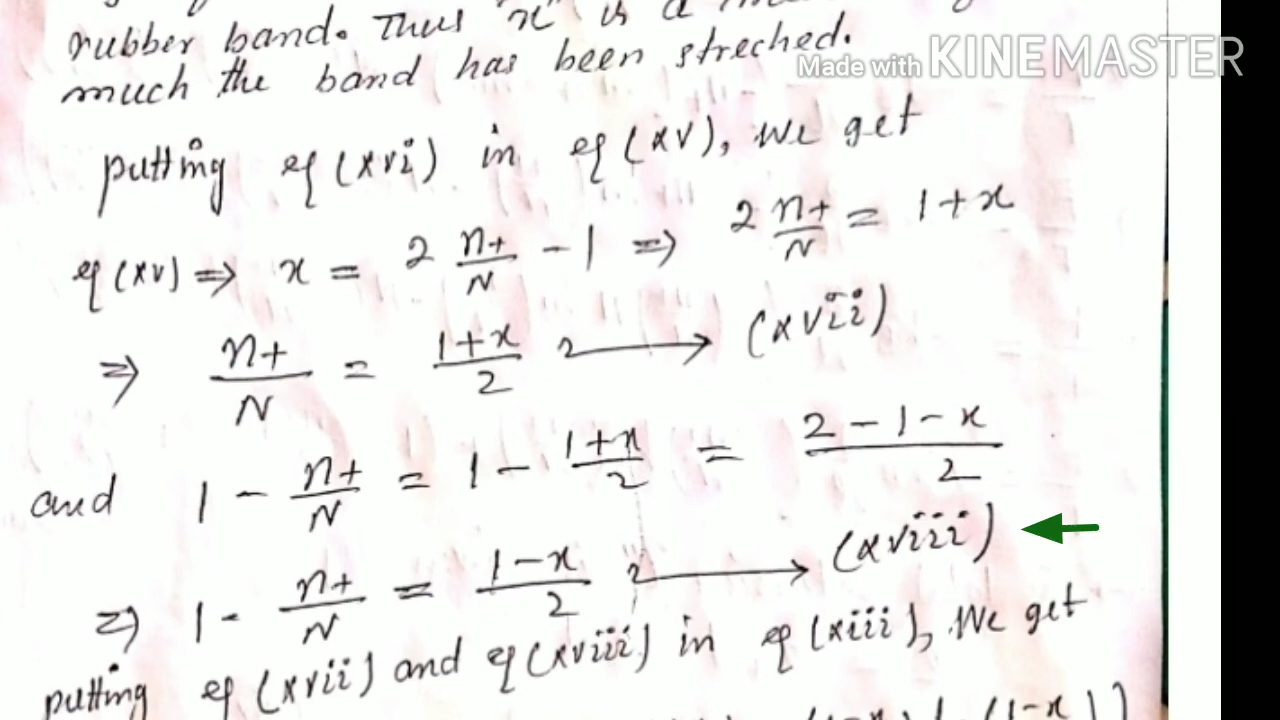 rubber band. Thus "x" is a
much the band has been streched.
Made with KINEMASTER
putting eq (xvi) in eq (xv), we get
eq (xv) ⇒ x = 2 n+/N - 1 ⇒ 2 n+/N = 1 + x
⇒ n+/N = (1+x)/2 → (xvii)
and 1 - n+/N = 1 - (1+x)/2 = (2-1-x)/2
⇒ 1 - n+/N = (1-x)/2 → (xviii)
putting eq (xvii) and eq (xviii) in eq (xiii), we get